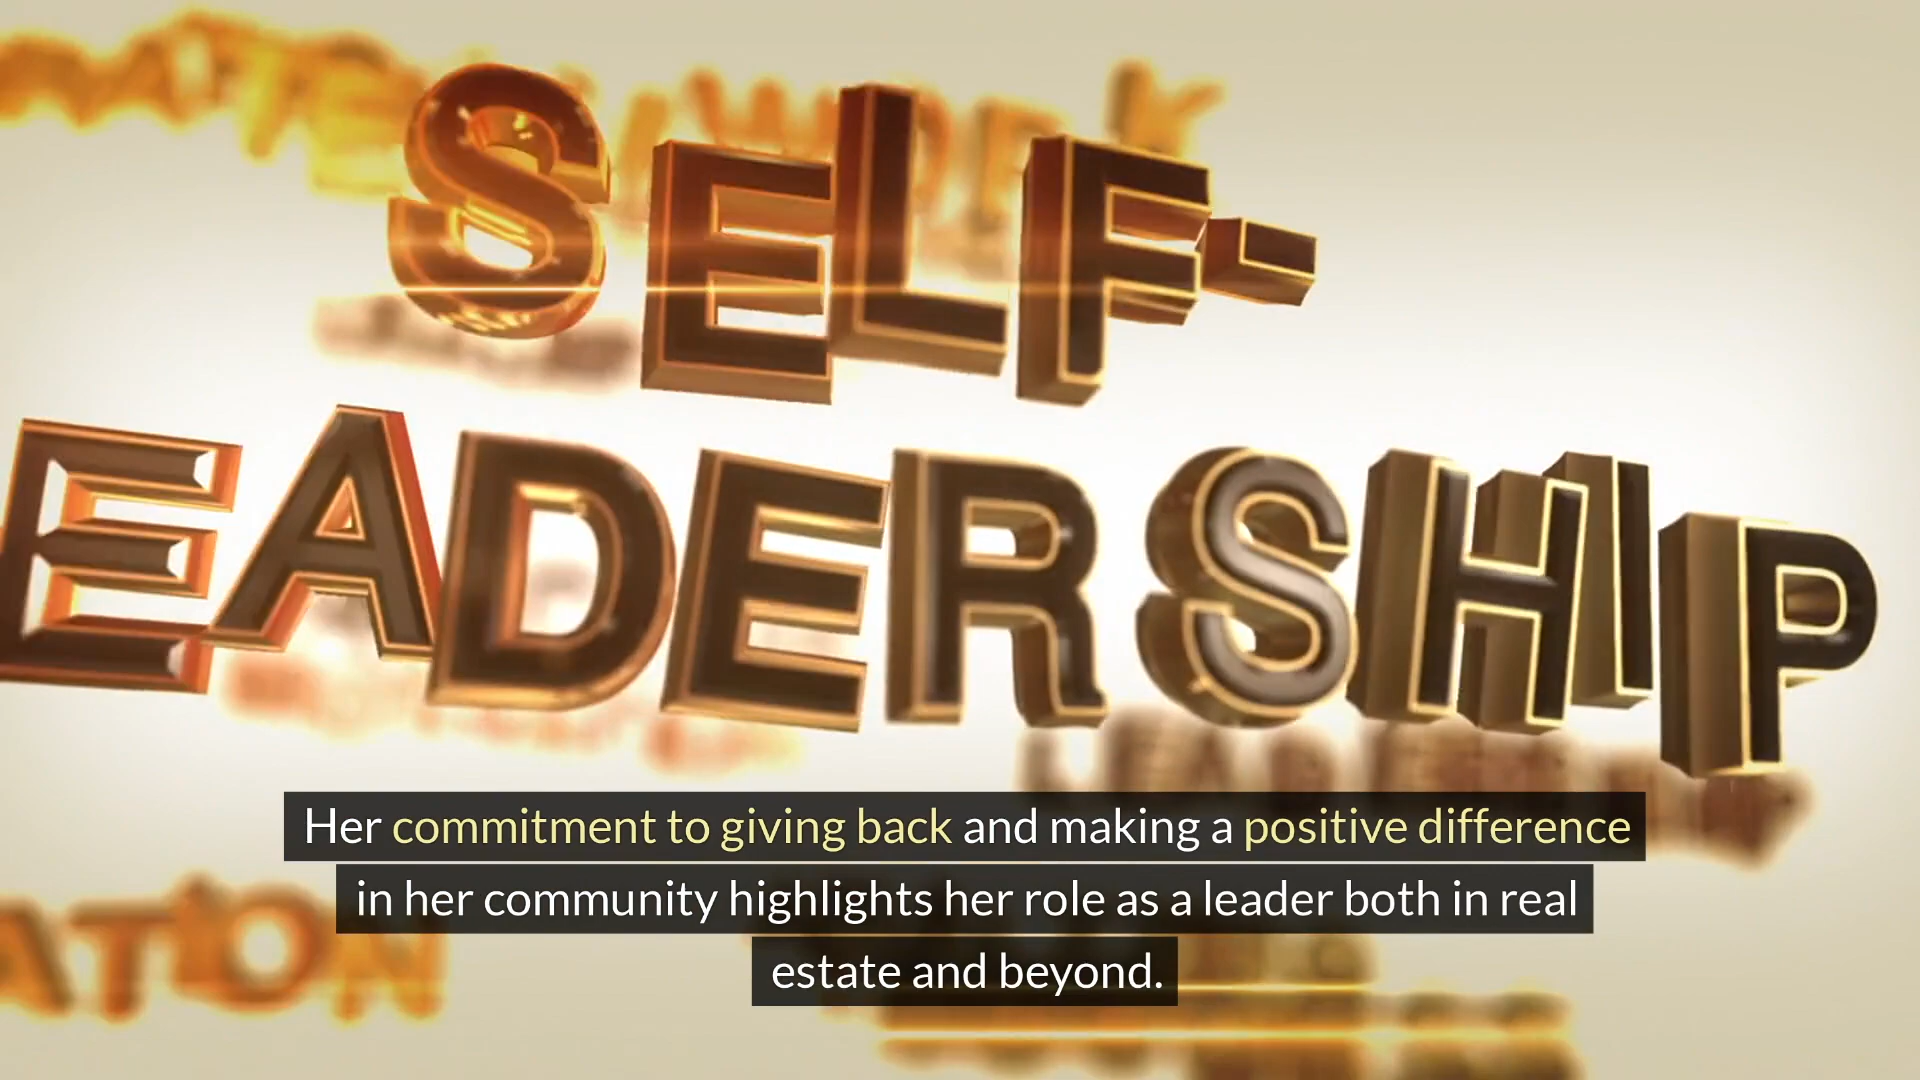 SELF-
EADERSHIP
ATION
Her commitment to giving back and making a positive difference
in her community highlights her role as a leader both in real
estate and beyond.